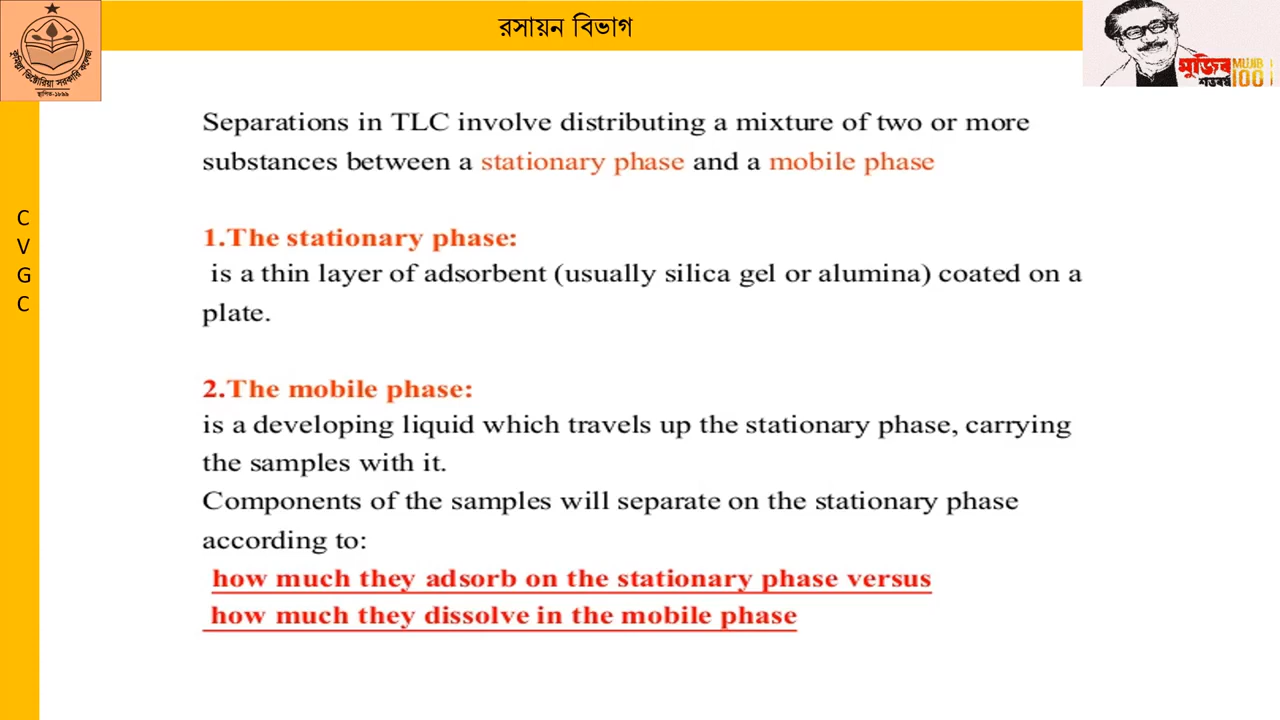 রসায়ন বিভাগ
কুমিল্লা ভিক্টোরিয়া সরকারি কলেজ
স্থাপিত-১৮৯৯
মুজিব
শতবর্ষ
MUJIB
100
C
V
G
C
Separations in TLC involve distributing a mixture of two or more
substances between a stationary phase and a mobile phase
1.The stationary phase:
is a thin layer of adsorbent (usually silica gel or alumina) coated on a
plate.
2.The mobile phase:
is a developing liquid which travels up the stationary phase, carrying
the samples with it.
Components of the samples will separate on the stationary phase
according to:
how much they adsorb on the stationary phase versus
how much they dissolve in the mobile phase